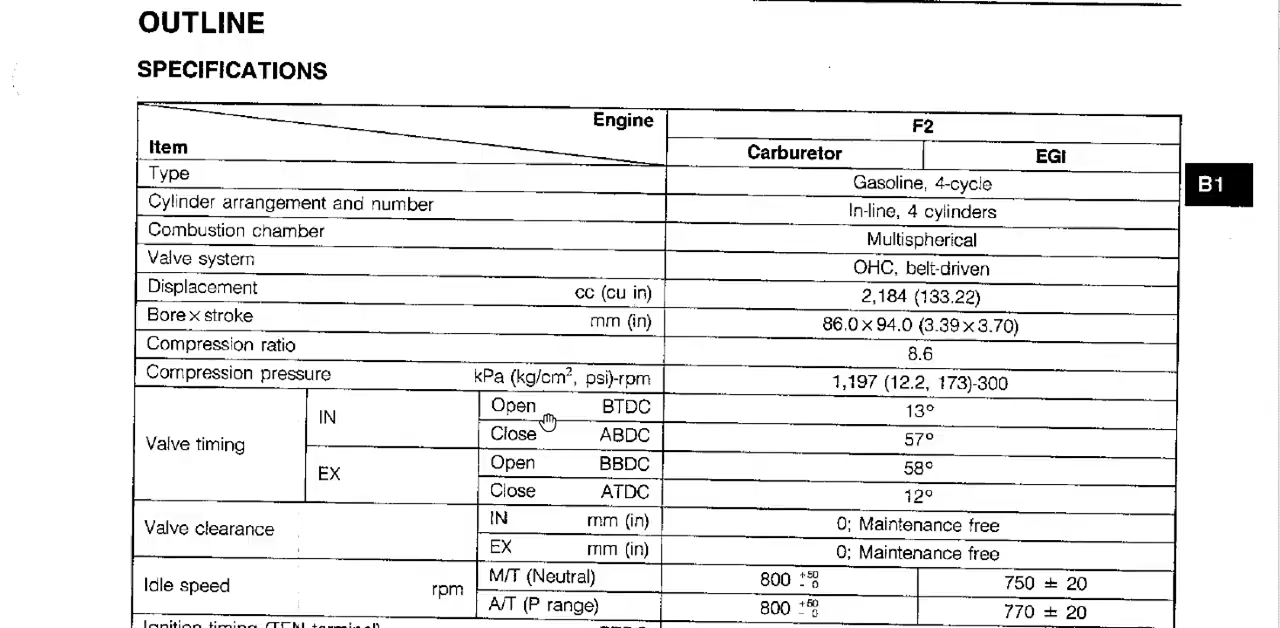 OUTLINE
SPECIFICATIONS
Engine
F2
Item
Carburetor
EGI
B1
Type
Gasoline, 4-cycle
Cylinder arrangement and number
In-line, 4 cylinders
Combustion chamber
Multispherical
Valve system
OHC, belt-driven
Displacement cc (cu in)
2,184 (133.22)
Bore × stroke mm (in)
86.0 × 94.0 (3.39 × 3.70)
Compression ratio
8.6
Compression pressure kPa (kg/cm², psi)-rpm
1,197 (12.2, 173)-300
Valve timing
IN
Open BTDC
13°
Close ABDC
57°
EX
Open BBDC
58°
Close ATDC
12°
Valve clearance
IN mm (in)
0; Maintenance free
EX mm (in)
0; Maintenance free
Idle speed rpm
M/T (Neutral)
800 +50 -0
750 ± 20
A/T (P range)
800 +50 -0
770 ± 20
Ignition timing (TEN terminal)